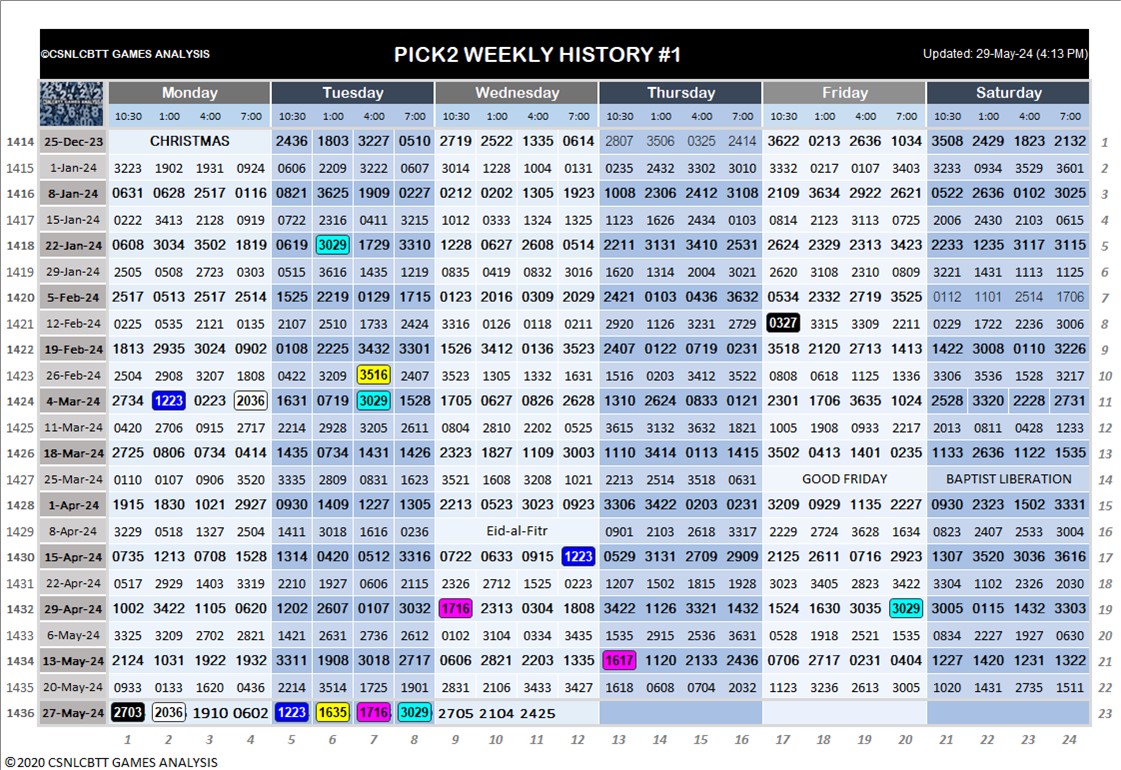 ©CSNLCBTT GAMES ANALYSIS PICK2 WEEKLY HISTORY #1 Updated: 29-May-24 (4:13 PM)
Monday Tuesday Wednesday Thursday Friday Saturday
10:30 1:00 4:00 7:00 10:30 1:00 4:00 7:00 10:30 1:00 4:00 7:00 10:30 1:00 4:00 7:00 10:30 1:00 4:00 7:00 10:30 1:00 4:00 7:00
1414 25-Dec-23 CHRISTMAS 2436 1803 3227 0510 2719 2522 1335 0614 2807 3506 0325 2414 3622 0213 2636 1034 3508 2429 1823 2132 1
1415 1-Jan-24 3223 1902 1931 0924 0606 2209 3222 0607 3014 1228 1004 0131 0235 2432 3302 3010 3332 0217 0107 3403 3233 0934 3529 3601 2
1416 8-Jan-24 0631 0628 2517 0116 0821 3625 1909 0227 0212 0202 1305 1923 1008 2306 2412 3108 2109 3634 2922 2621 0522 2636 0102 3025 3
1417 15-Jan-24 0222 3413 2128 0919 0722 2316 0411 3215 1012 0333 1324 1325 1123 1626 2434 0103 0814 2123 3113 0725 2006 2430 2103 0615 4
1418 22-Jan-24 0608 3034 3502 1819 0619 3029 1729 3310 1228 0627 2608 0514 2211 3131 3410 2531 2624 2329 2313 3423 2233 1235 3117 3115 5
1419 29-Jan-24 2505 0508 2723 0303 0515 3616 1435 1219 0835 0419 0832 3016 1620 1314 2004 3021 2620 3108 2310 0809 3221 1431 1113 1125 6
1420 5-Feb-24 2517 0513 2517 2514 1525 2219 0129 1715 0123 2016 0309 2029 2421 0103 0436 3632 0534 2332 2719 3525 0112 1101 2514 1706 7
1421 12-Feb-24 0225 0535 2121 0135 2107 2510 1733 2424 3316 0126 0118 0211 2920 1126 3231 2729 0327 3315 3309 2211 0229 1722 2236 3006 8
1422 19-Feb-24 1813 2935 3024 0902 0108 2225 3432 3301 1526 3412 0136 3523 2407 0122 0719 0231 3518 2120 2713 1413 1422 3008 0110 3226 9
1423 26-Feb-24 2504 2908 3207 1808 0422 3209 3516 2407 3523 1305 1332 1631 1516 0203 3412 3522 0808 0618 1125 1336 3306 3536 1528 3217 10
1424 4-Mar-24 2734 1223 0223 2036 1631 0719 3029 1528 1705 0627 0826 2628 1310 2624 0833 0121 2301 1706 3635 1024 2528 3320 2228 2731 11
1425 11-Mar-24 0420 2706 0915 2717 2214 2928 3205 2611 0804 2810 2202 0525 3615 3132 3632 1821 1005 1908 0933 2217 2013 0811 0428 1233 12
1426 18-Mar-24 2725 0806 0734 0414 1435 0734 1431 1426 2323 1827 1109 3003 1110 3414 0113 1415 3502 0413 1401 0235 1133 2636 1122 1535 13
1427 25-Mar-24 0110 0107 0906 3520 3335 2809 0831 1623 3521 1608 3208 1021 2213 2514 3518 0631 GOOD FRIDAY BAPTIST LIBERATION 14
1428 1-Apr-24 1915 1830 1021 2927 0930 1409 1227 1305 2213 0523 3023 0923 3306 3422 0203 0231 3209 0929 1135 2227 0930 2323 1502 3331 15
1429 8-Apr-24 3229 0518 1327 2504 1411 3018 1616 0236 Eid-al-Fitr 0901 2103 2618 3317 2229 2724 3628 1634 0823 2407 2533 3004 16
1430 15-Apr-24 0735 1213 0708 1528 1314 0420 0512 3316 0722 0633 0915 1223 0529 3131 2709 2909 2125 2611 0716 2923 1307 3520 3036 3616 17
1431 22-Apr-24 0517 2929 1403 3319 2210 1927 0606 2115 2326 2712 1525 0223 1207 1502 1815 1928 3023 3405 2823 3422 3304 1102 2326 2030 18
1432 29-Apr-24 1002 3422 1105 0620 1202 2607 0107 3032 1716 2313 0304 1808 3422 1126 3321 1432 1524 1630 3035 3029 3005 0115 1432 3303 19
1433 6-May-24 3325 3209 2702 2821 1421 2631 2736 2612 0102 3104 0334 3435 1535 2915 2536 3631 0528 1918 2521 1535 0834 2227 1927 0630 20
1434 13-May-24 2124 1031 1922 1932 3311 1908 3018 2717 0606 2821 2203 1335 1617 1120 2133 2436 0706 2717 0231 0404 1227 1420 1231 1322 21
1435 20-May-24 0933 0133 1620 0436 2214 3514 1725 1901 2831 2106 3433 3427 1618 0608 0704 2032 1123 3236 2613 3005 1020 1431 2735 1511 22
1436 27-May-24 2703 2036 1910 0602 1223 1635 1716 3029 2705 2104 2425 23
1 2 3 4 5 6 7 8 9 10 11 12 13 14 15 16 17 18 19 20 21 22 23 24
©2020 CSNLCBTT GAMES ANALYSIS